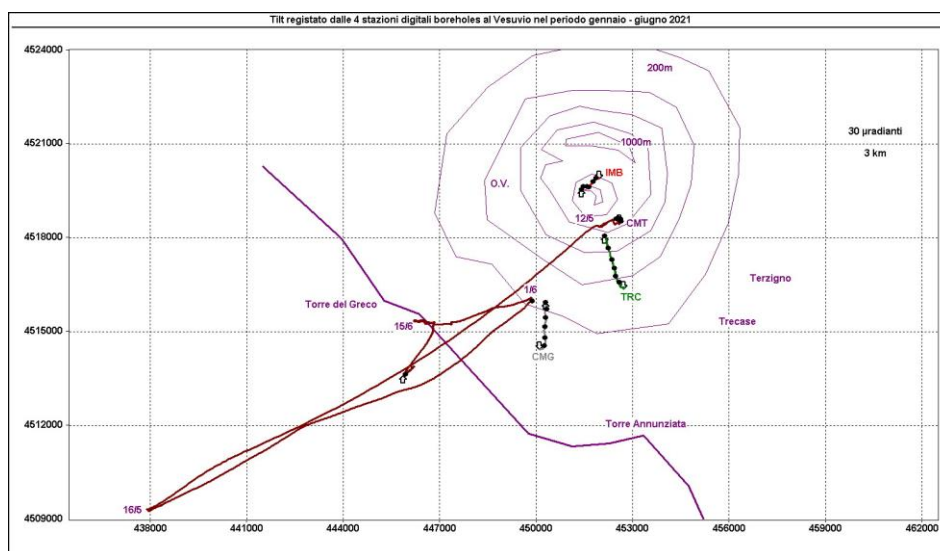 Tilt registato dalle 4 stazioni digitali boreholes al Vesuvio nel periodo gennaio - giugno 2021
4524000
200m
4521000
1000m
30 µradianti
3 km
IMB
O.V.
12/5
CMT
4518000
TRC
Terzigno
1/6
Torre del Greco
15/6
Trecase
4515000
CMG
4512000
Torre Annunziata
16/5
4509000
438000 441000 444000 447000 450000 453000 456000 459000 462000